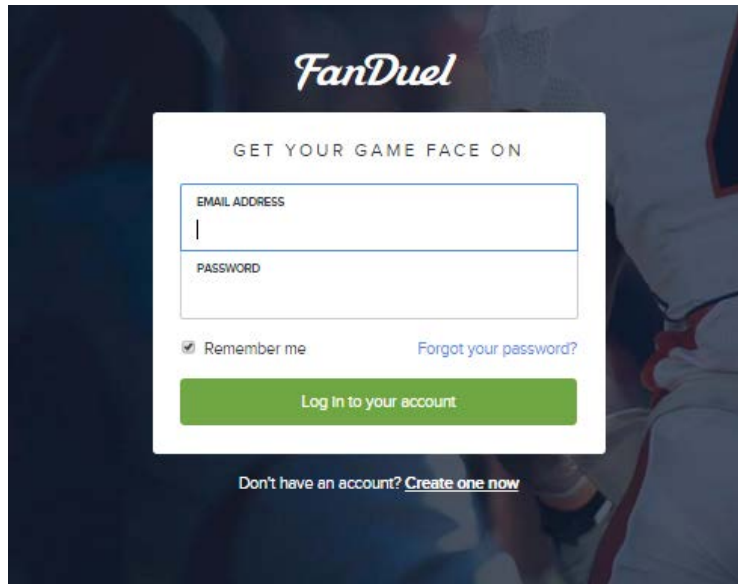 FanDuel
GET YOUR GAME FACE ON
EMAIL ADDRESS
PASSWORD
Remember me
Forgot your password?
Log in to your account
Don't have an account? Create one now